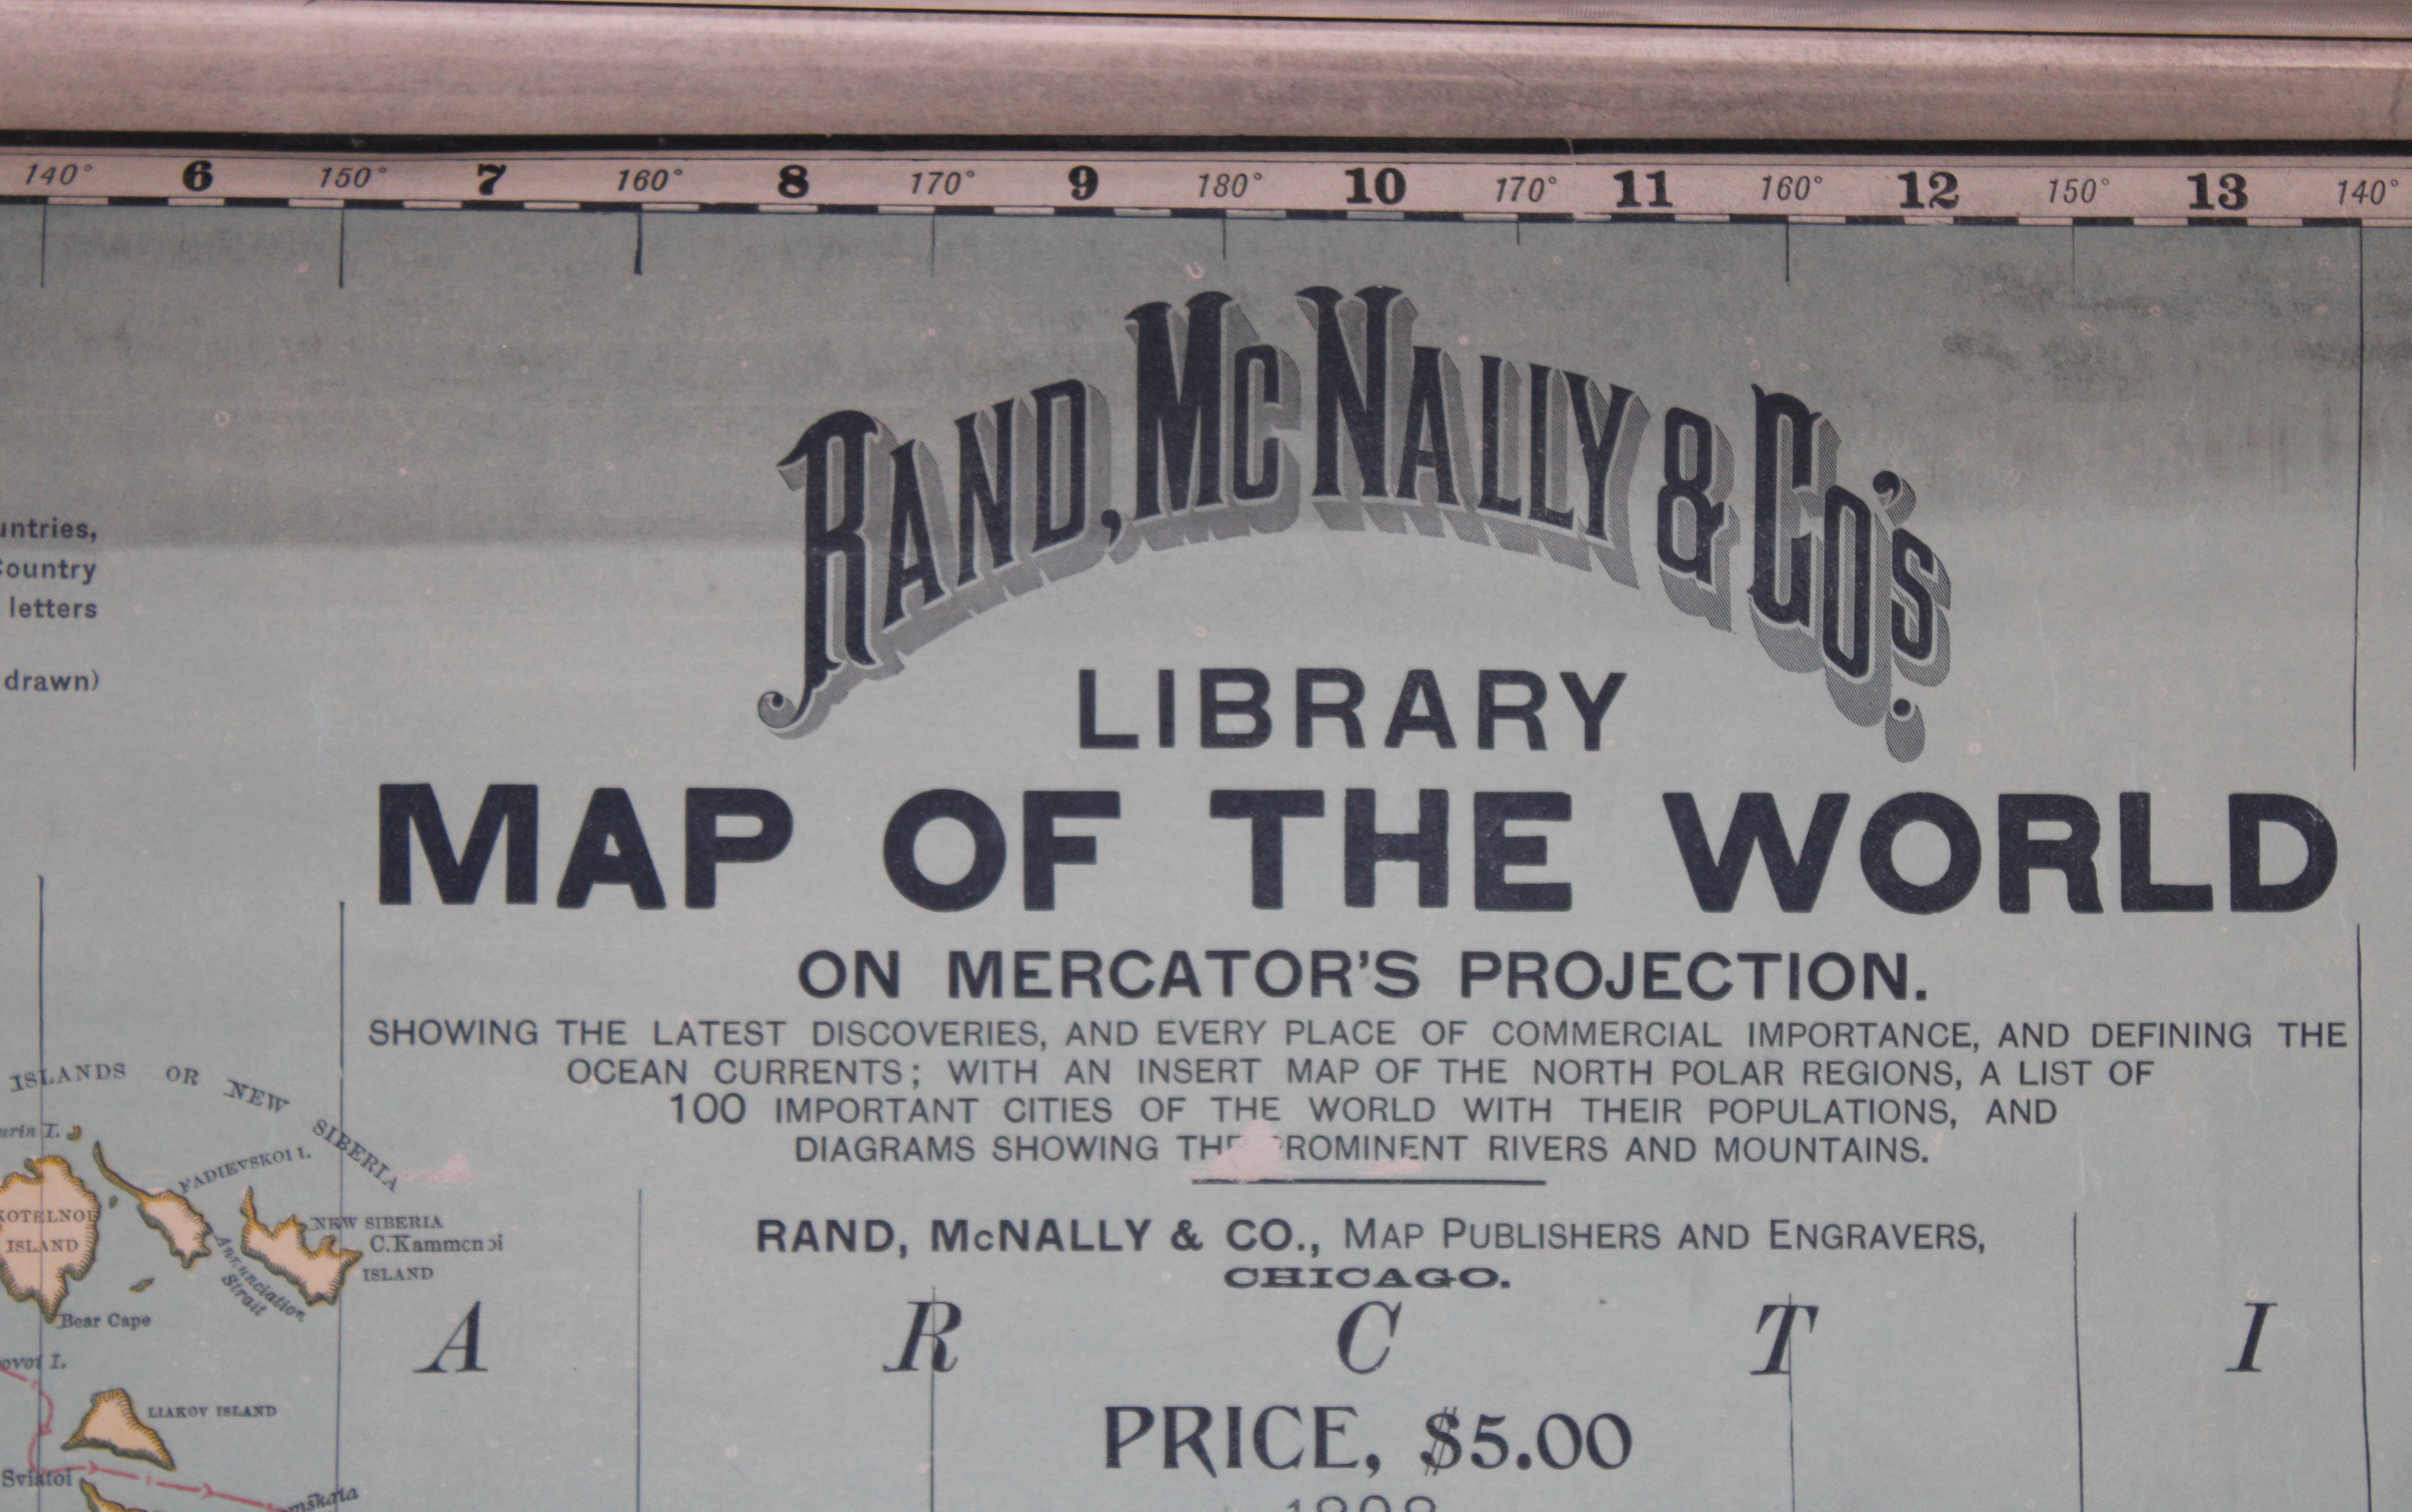 140° 6 150° 7 160° 8 170° 9 180° 10 170° 11 160° 12 150° 13 140°
RAND, MCNALLY & CO'S.
LIBRARY
MAP OF THE WORLD
ON MERCATOR'S PROJECTION.
SHOWING THE LATEST DISCOVERIES, AND EVERY PLACE OF COMMERCIAL IMPORTANCE, AND DEFINING THE
OCEAN CURRENTS; WITH AN INSERT MAP OF THE NORTH POLAR REGIONS, A LIST OF
100 IMPORTANT CITIES OF THE WORLD WITH THEIR POPULATIONS, AND
DIAGRAMS SHOWING THE PROMINENT RIVERS AND MOUNTAINS.
RAND, McNALLY & CO., MAP PUBLISHERS AND ENGRAVERS,
CHICAGO.
A R C T I
PRICE, $5.00
untries,
Country
letters
drawn)
ISLANDS OR NEW SIBERIA
urin I.
FADIEVSKOI I.
KOTELNOI
ISLAND
NEW SIBERIA
C.Kammenoi
ISLAND
Annunciation
Strait
Bear Cape
ovoi I.
LIAKOV ISLAND
Sviatoi
mskata